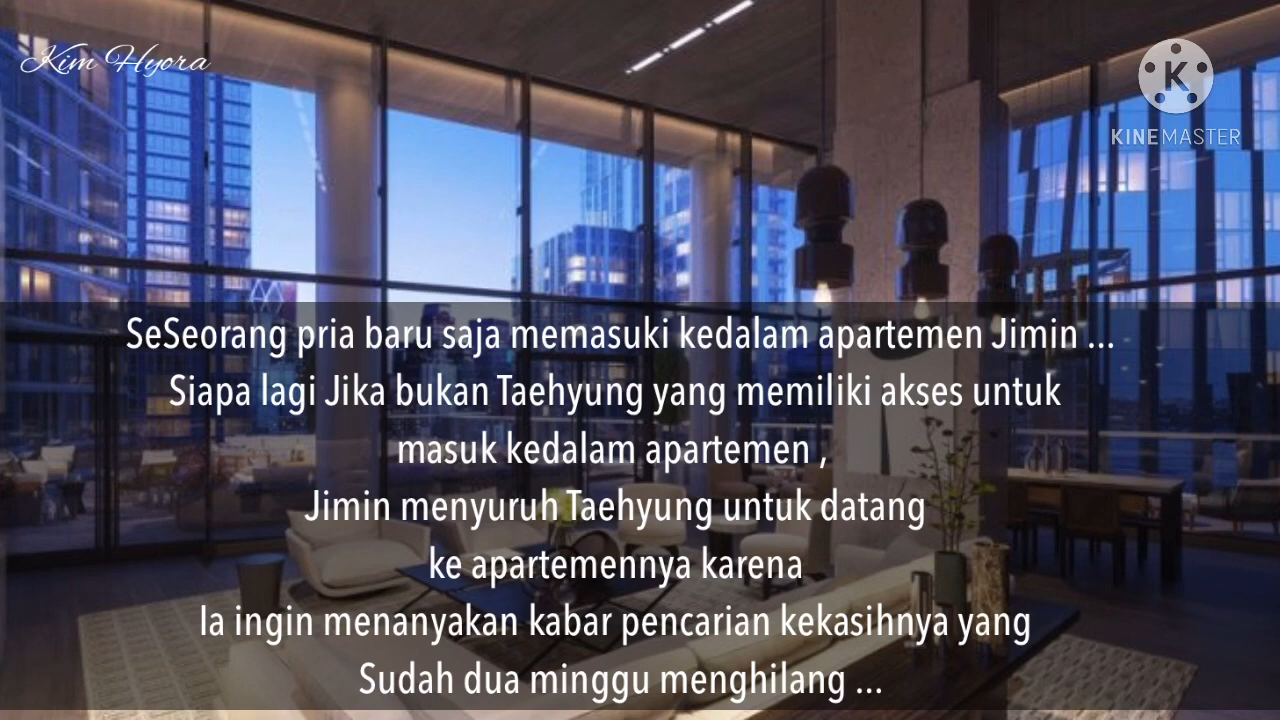 Kim Hyora
K
KINEMASTER
SeSeorang pria baru saja memasuki kedalam apartemen Jimin ...
Siapa lagi Jika bukan Taehyung yang memiliki akses untuk
masuk kedalam apartemen ,
Jimin menyuruh Taehyung untuk datang
ke apartemennya karena
Ia ingin menanyakan kabar pencarian kekasihnya yang
Sudah dua minggu menghilang ...